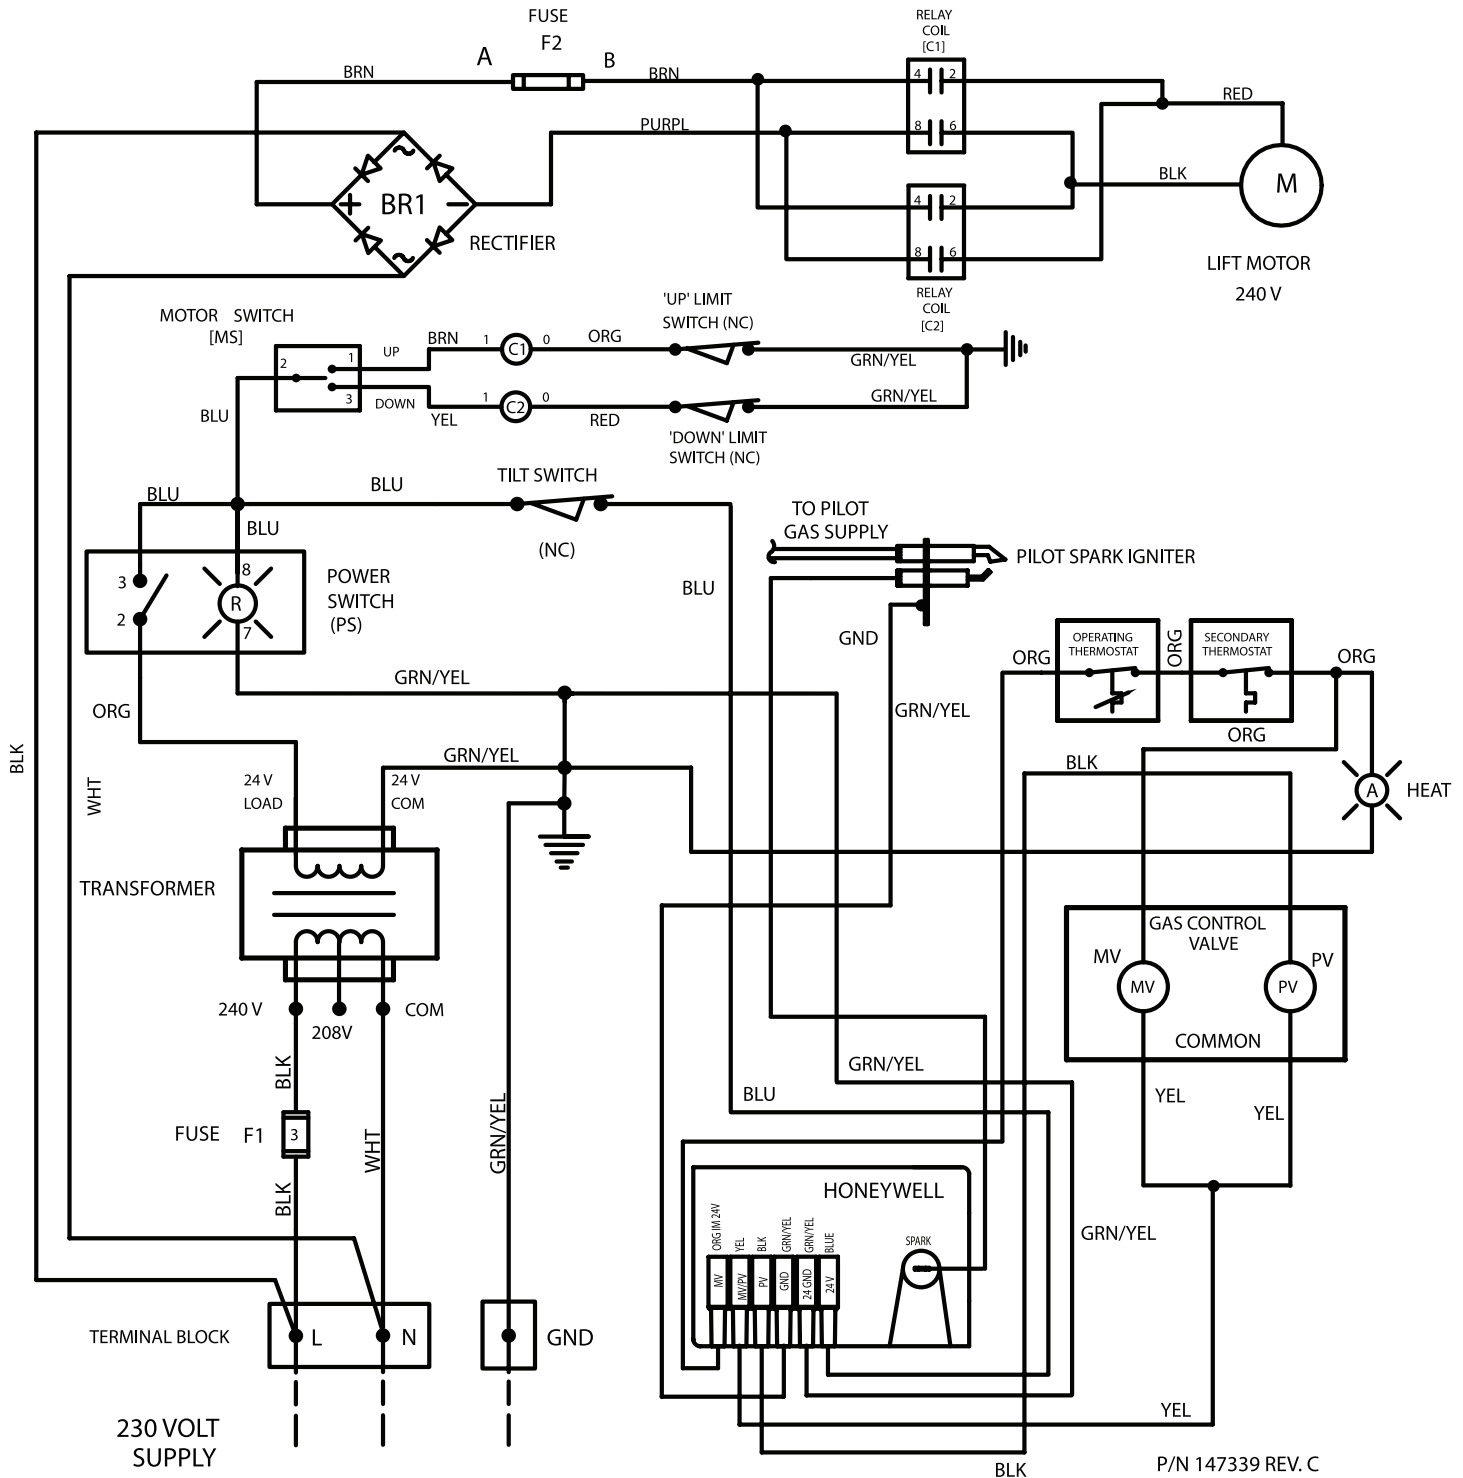 FUSE
F2
A
B
BRN
BRN
RELAY
COIL
[C1]
4
2
8
6
RED
PURPL
BLK
M
LIFT MOTOR
240 V
BR1
RECTIFIER
4
2
8
6
RELAY
COIL
[C2]
MOTOR SWITCH
[MS]
2
1
3
UP
DOWN
BRN
1
C1
0
ORG
'UP' LIMIT
SWITCH (NC)
GRN/YEL
YEL
1
C2
0
RED
GRN/YEL
'DOWN' LIMIT
SWITCH (NC)
BLU
BLU
BLU
BLU
TILT SWITCH
(NC)
BLU
TO PILOT
GAS SUPPLY
PILOT SPARK IGNITER
GND
3
2
8
R
7
POWER
SWITCH
(PS)
GRN/YEL
ORG
GRN/YEL
GRN/YEL
ORG
OPERATING
THERMOSTAT
ORG
SECONDARY
THERMOSTAT
ORG
ORG
BLK
A
HEAT
BLK
WHT
24 V
LOAD
24 V
COM
TRANSFORMER
240 V
208V
COM
BLK
FUSE F1
3
BLK
WHT
GRN/YEL
GAS CONTROL
VALVE
MV
MV
PV
PV
COMMON
YEL
YEL
GRN/YEL
BLU
GRN/YEL
HONEYWELL
ORG IM 24V
YEL
BLK
GRN/YEL
GRN/YEL
BLUE
MV
MV/PV
PV
GND
24 GND
24 V
SPARK
TERMINAL BLOCK
L
N
GND
230 VOLT
SUPPLY
YEL
BLK
P/N 147339 REV. C